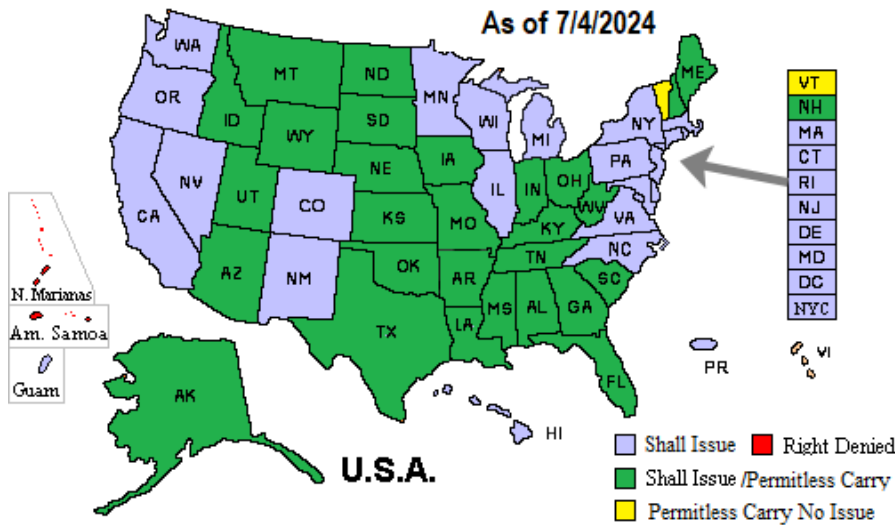 As of 7/4/2024
WA
MT
ND
MN
ME
VT
NH
OR
ID
SD
WI
MI
NY
MA
WY
PA
CT
NE
IA
RI
NV
UT
IL
IN
OH
NJ
CA
CO
WV
VA
DE
KS
MO
KY
MD
NC
TN
DC
AZ
NM
OK
AR
SC
NYC
N. Marianas
MS
AL
GA
Am. Samoa
TX
LA
Guam
PR
VI
FL
AK
HI
U.S.A.
Shall Issue
Right Denied
Shall Issue /Permitless Carry
Permitless Carry No Issue